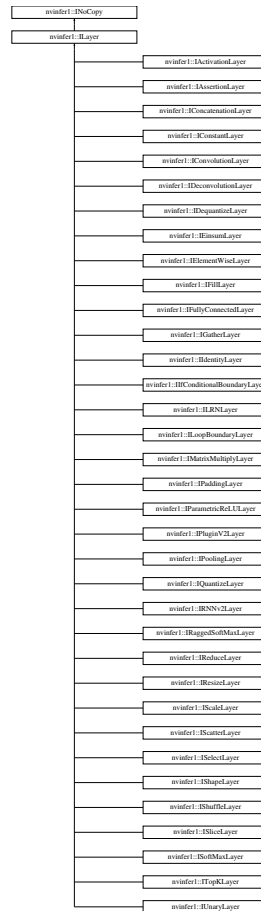 nvinfer1::INoCopy
nvinfer1::ILayer
nvinfer1::IActivationLayer
nvinfer1::IAssertionLayer
nvinfer1::IConcatenationLayer
nvinfer1::IConstantLayer
nvinfer1::IConvolutionLayer
nvinfer1::IDeconvolutionLayer
nvinfer1::IDequantizeLayer
nvinfer1::IEinsumLayer
nvinfer1::IElementWiseLayer
nvinfer1::IFillLayer
nvinfer1::IFullyConnectedLayer
nvinfer1::IGatherLayer
nvinfer1::IIdentityLayer
nvinfer1::IIfConditionalBoundaryLaye
nvinfer1::ILRNLayer
nvinfer1::ILoopBoundaryLayer
nvinfer1::IMatrixMultiplyLayer
nvinfer1::IPaddingLayer
nvinfer1::IParametricReLULayer
nvinfer1::IPluginV2Layer
nvinfer1::IPoolingLayer
nvinfer1::IQuantizeLayer
nvinfer1::IRNNv2Layer
nvinfer1::IRaggedSoftMaxLayer
nvinfer1::IReduceLayer
nvinfer1::IResizeLayer
nvinfer1::IScaleLayer
nvinfer1::IScatterLayer
nvinfer1::ISelectLayer
nvinfer1::IShapeLayer
nvinfer1::IShuffleLayer
nvinfer1::ISliceLayer
nvinfer1::ISoftMaxLayer
nvinfer1::ITopKLayer
nvinfer1::IUnaryLayer